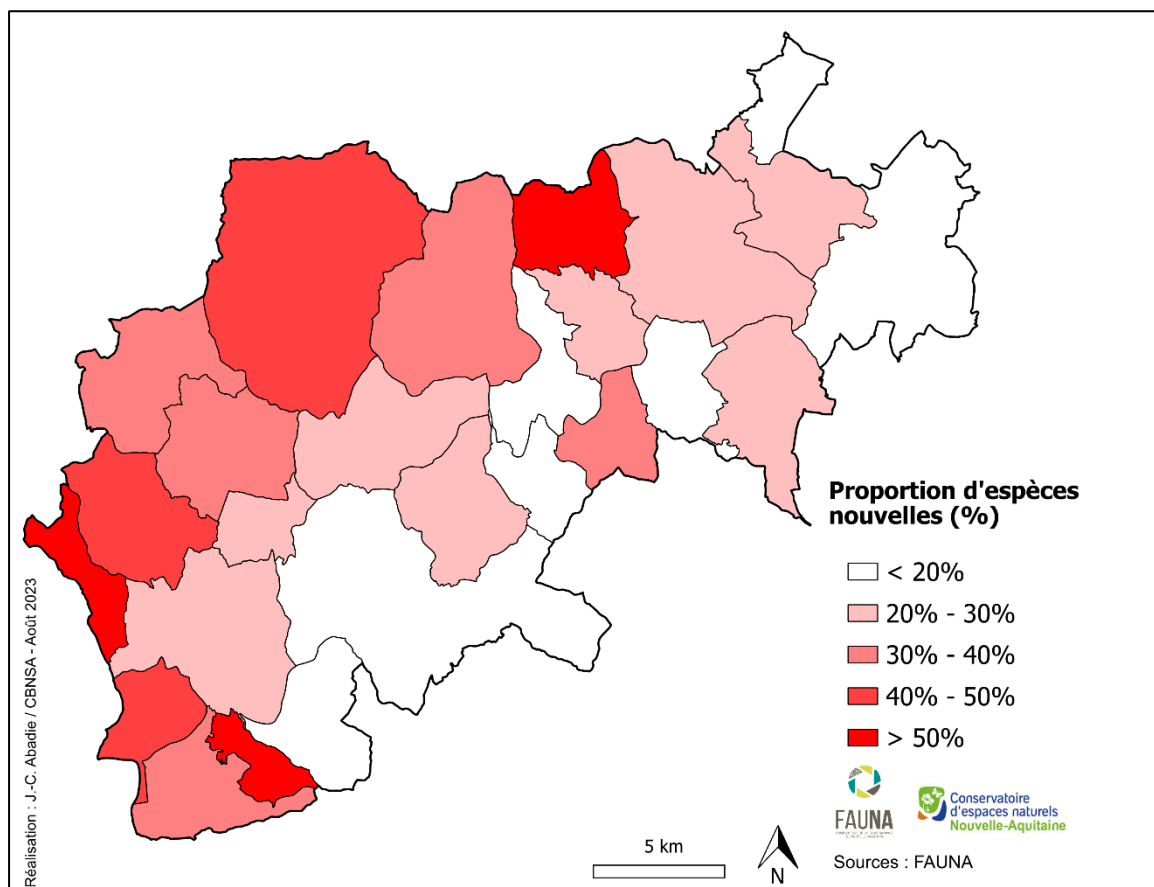 Proportion d'espèces
nouvelles (%)
< 20%
20% - 30%
30% - 40%
40% - 50%
> 50%
FAUNA
Conservatoire
d'espaces naturels
Nouvelle-Aquitaine
5 km
N
Sources : FAUNA
Réalisation : J.-C. Abadie / CBNSA - Août 2023